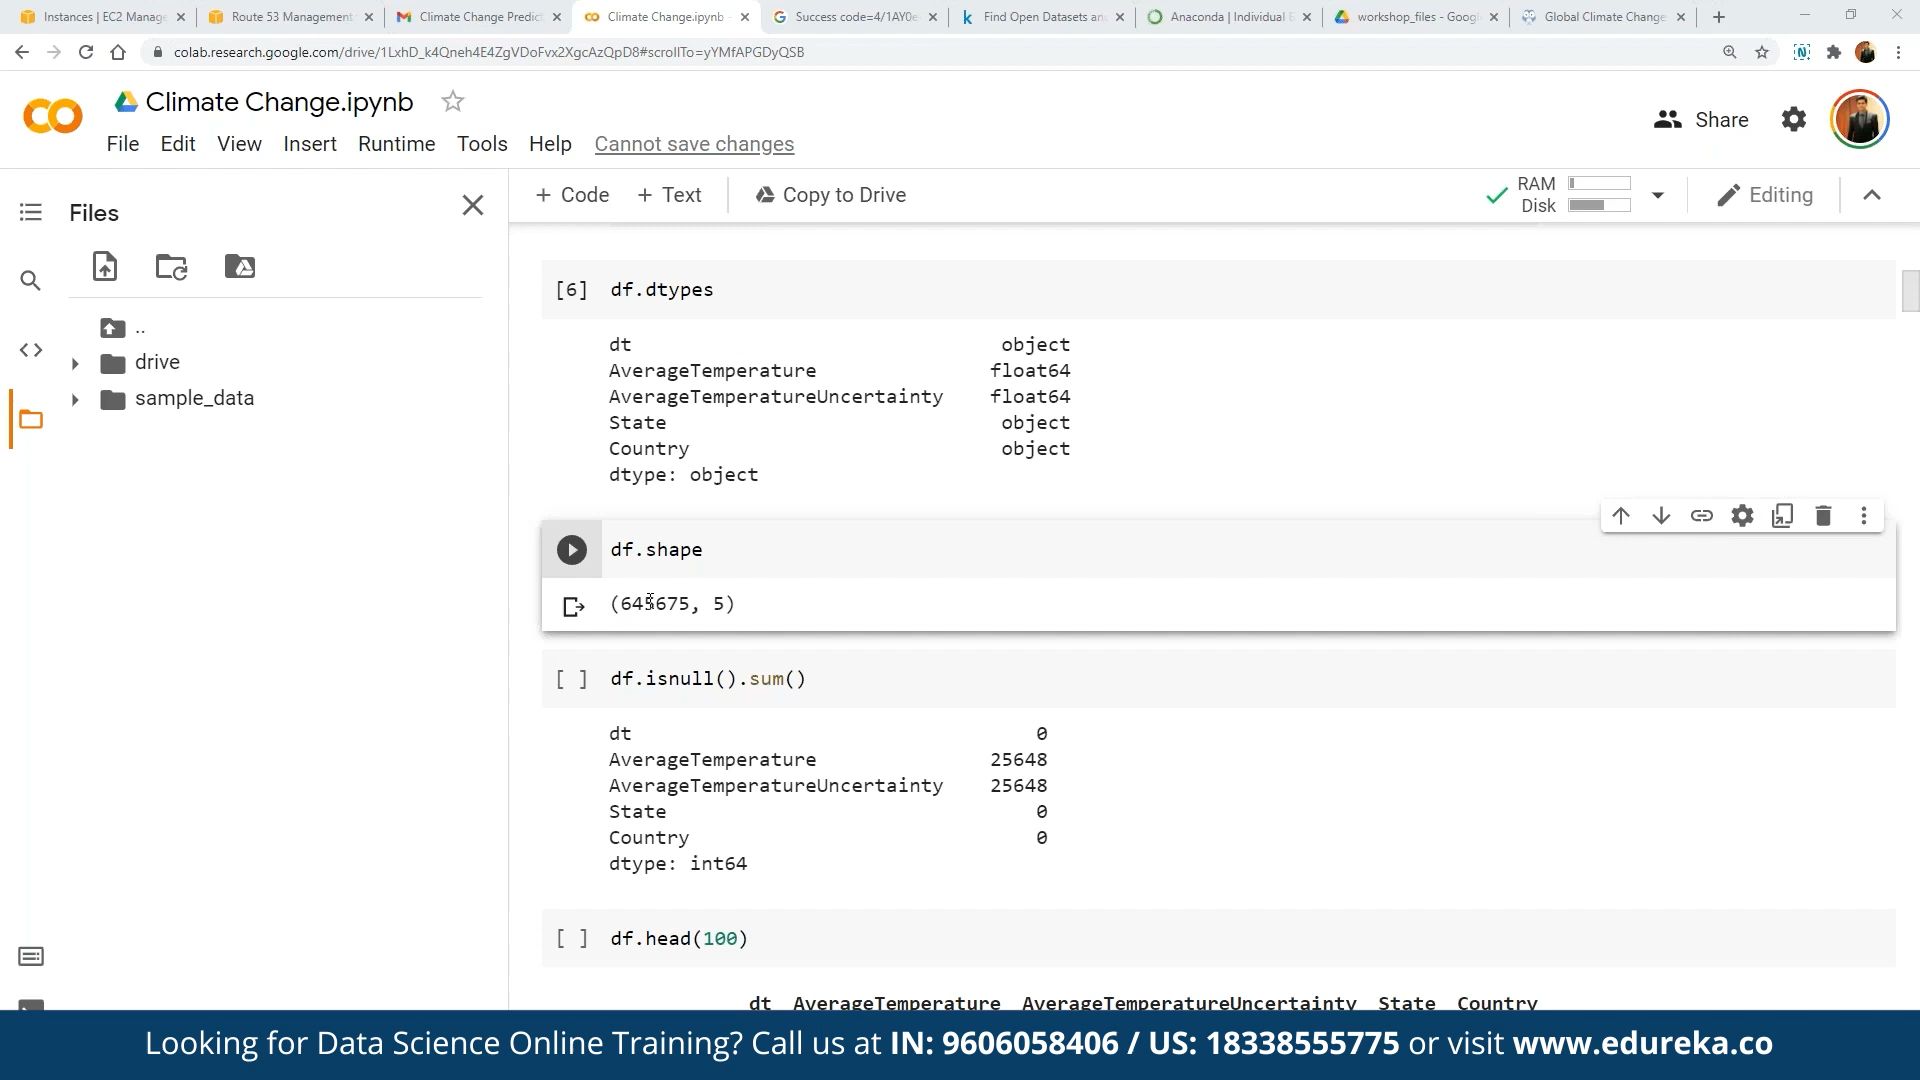 Instances | EC2 Manage
Route 53 Management
Climate Change Predic
Climate Change.ipynb
Success code=4/1AY0e
Find Open Datasets an
Anaconda | Individual E
workshop_files - Googl
Global Climate Change
colab.research.google.com/drive/1LxhD_k4Qneh4E4ZgVDoFvx2XgcAzQpD8#scrollTo=yYMfAPGDyQSB
Climate Change.ipynb
Share
File Edit View Insert Runtime Tools Help Cannot save changes
Files
+ Code + Text Copy to Drive
RAM
Disk
Editing
..
drive
sample_data
[6] df.dtypes
dt object
AverageTemperature float64
AverageTemperatureUncertainty float64
State object
Country object
dtype: object
df.shape
(645675, 5)
[ ] df.isnull().sum()
dt 0
AverageTemperature 25648
AverageTemperatureUncertainty 25648
State 0
Country 0
dtype: int64
[ ] df.head(100)
dt AverageTemperature AverageTemperatureUncertainty State Country
Looking for Data Science Online Training? Call us at IN: 9606058406 / US: 18338555775 or visit www.edureka.co